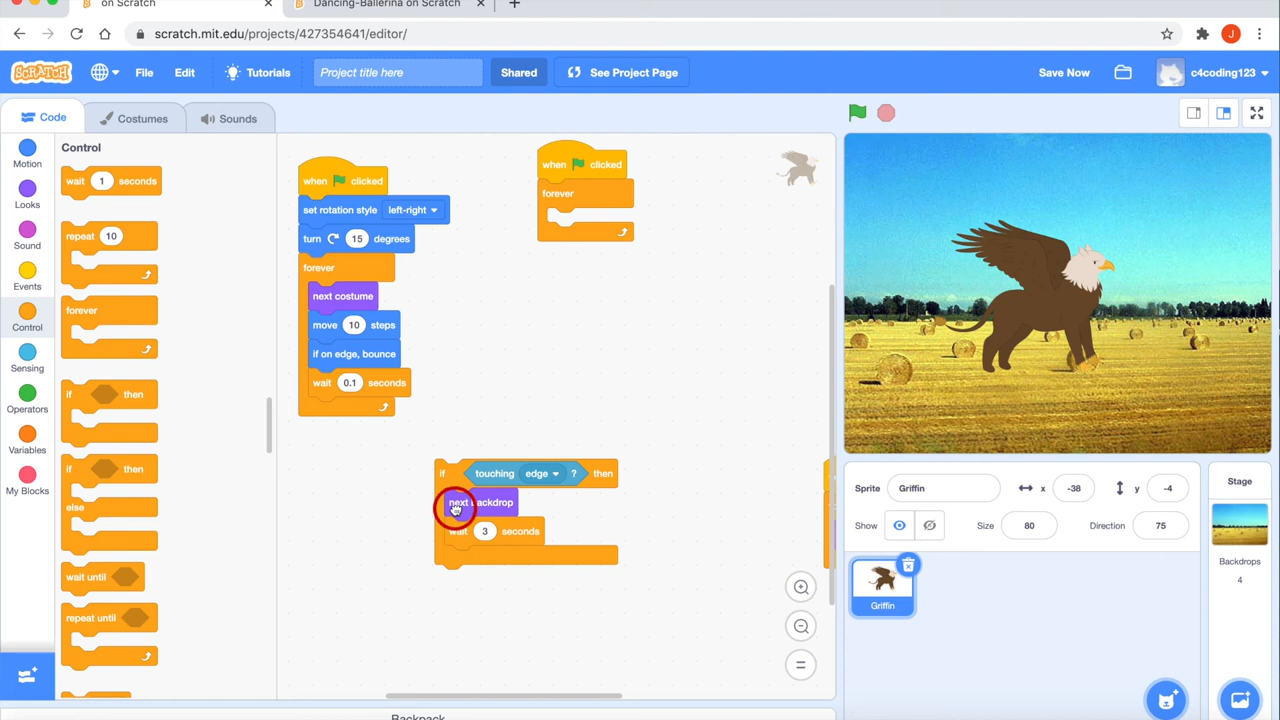 on Scratch
Dancing-Ballerina on Scratch
scratch.mit.edu/projects/427354641/editor/
J
SCRATCH
File
Edit
Tutorials
Project title here
Shared
See Project Page
Save Now
c4coding123
Code
Costumes
Sounds
Motion
Looks
Sound
Events
Control
Sensing
Operators
Variables
My Blocks
Control
wait 1 seconds
repeat 10
forever
if then
if then
else
wait until
repeat until
when clicked
set rotation style left-right
turn 15 degrees
forever
next costume
move 10 steps
if on edge, bounce
wait 0.1 seconds
when clicked
forever
if touching edge ? then
next backdrop
wait 3 seconds
Backpack
Sprite Griffin x -38 y -4
Show Size 80 Direction 75
Griffin
Stage
Backdrops
4